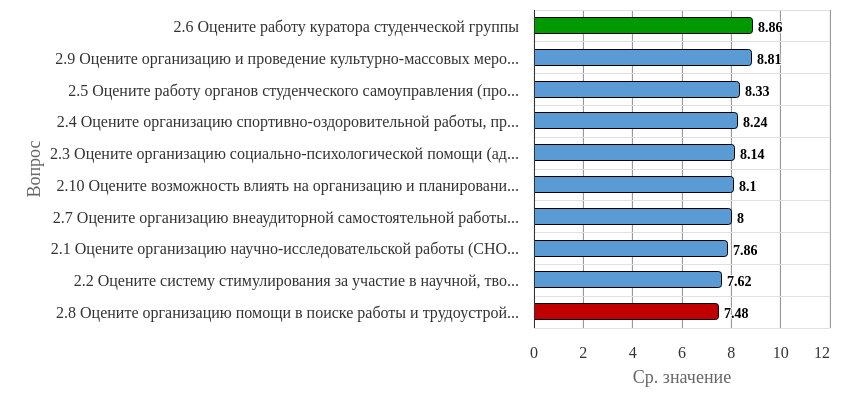 2.6 Оцените работу куратора студенческой группы 8.86
2.9 Оцените организацию и проведение культурно-массовых меро... 8.81
2.5 Оцените работу органов студенческого самоуправления (про... 8.33
2.4 Оцените организацию спортивно-оздоровительной работы, пр... 8.24
2.3 Оцените организацию социально-психологической помощи (ад... 8.14
2.10 Оцените возможность влиять на организацию и планировани... 8.1
2.7 Оцените организацию внеаудиторной самостоятельной работы... 8
2.1 Оцените организацию научно-исследовательской работы (СНО... 7.86
2.2 Оцените систему стимулирования за участие в научной, тво... 7.62
2.8 Оцените организацию помощи в поиске работы и трудоустрой... 7.48
Вопрос
0 2 4 6 8 10 12
Ср. значение